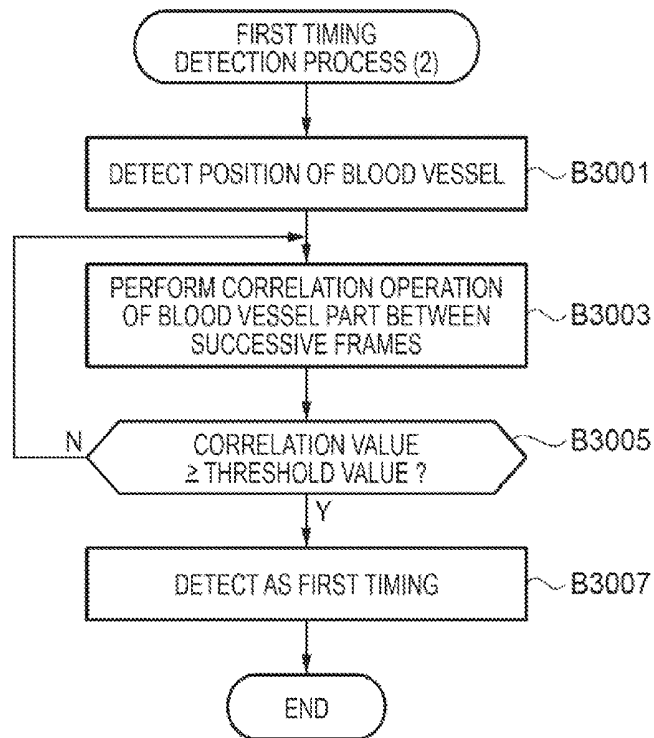 FIRST TIMING
DETECTION PROCESS (2)
DETECT POSITION OF BLOOD VESSEL
B3001
PERFORM CORRELATION OPERATION
OF BLOOD VESSEL PART BETWEEN
SUCCESSIVE FRAMES
B3003
N
CORRELATION VALUE
≥ THRESHOLD VALUE ?
B3005
Y
DETECT AS FIRST TIMING
B3007
END